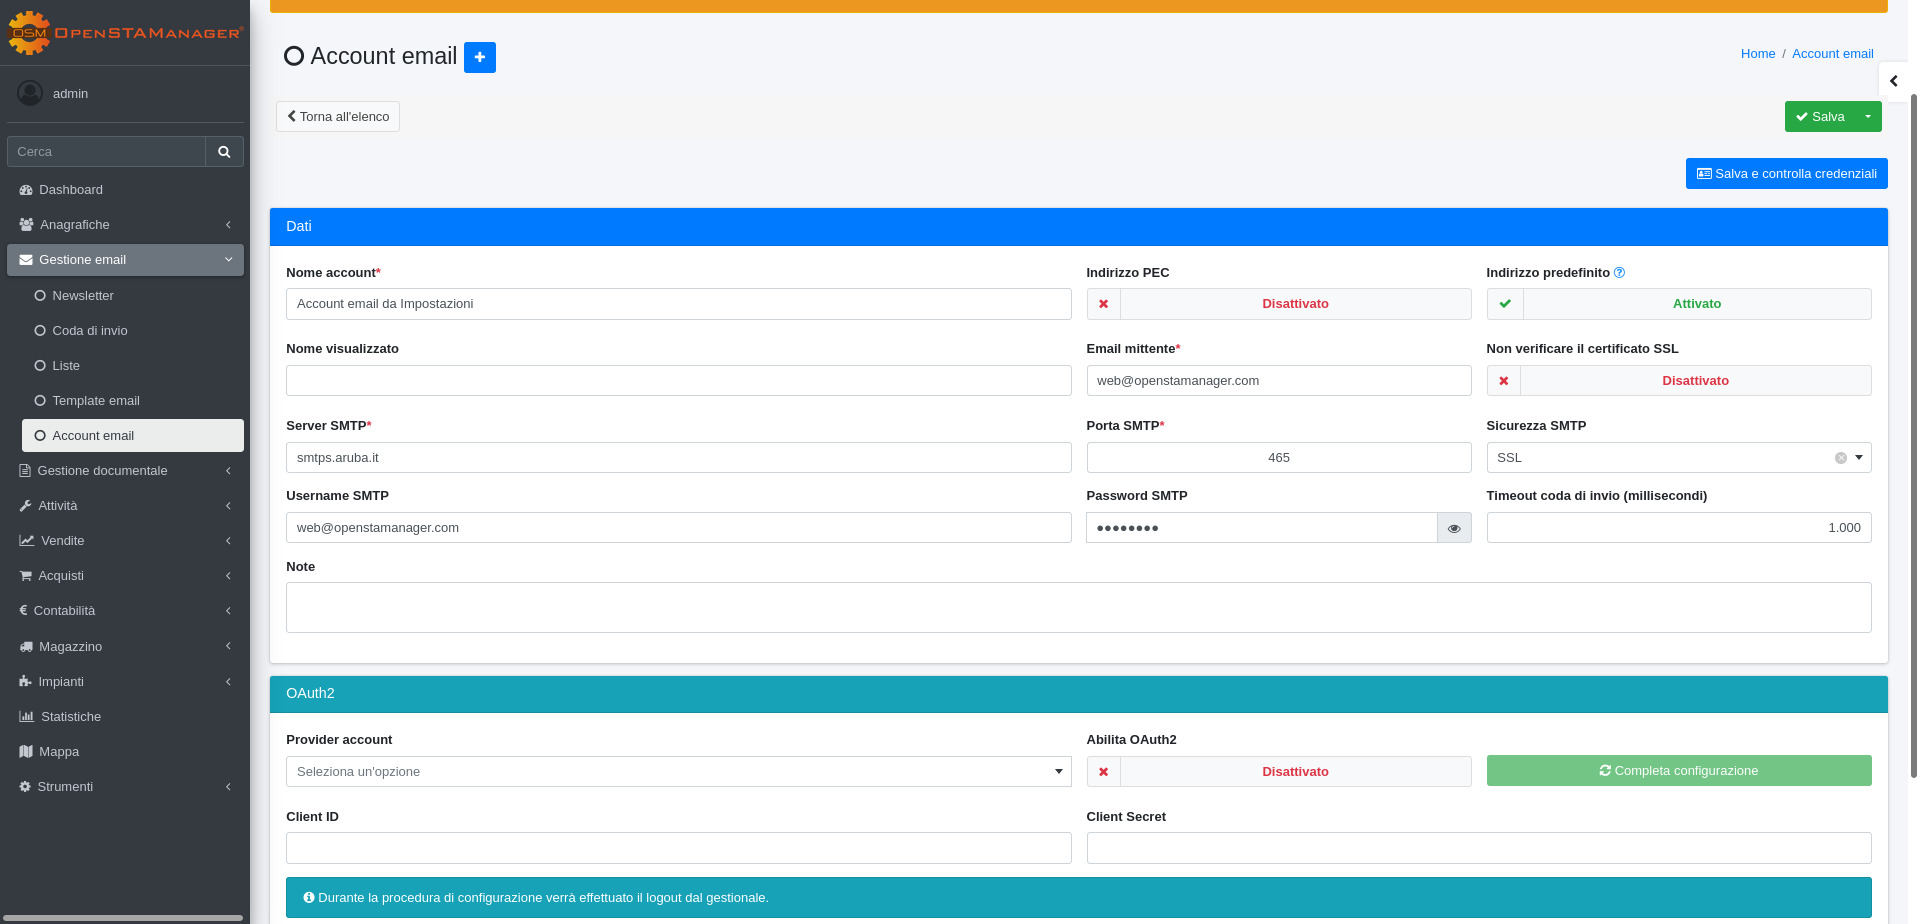 OSM OPENSTAMANAGER®
admin
Cerca
Dashboard
Anagrafiche
Gestione email
Newsletter
Coda di invio
Liste
Template email
Account email
Gestione documentale
Attività
Vendite
Acquisti
Contabilità
Magazzino
Impianti
Statistiche
Mappa
Strumenti
Account email
Home / Account email
Torna all'elenco
Salva
Salva e controlla credenziali
Dati
Nome account* Indirizzo PEC Indirizzo predefinito
Account email da Impostazioni Disattivato Attivato
Nome visualizzato Email mittente* Non verificare il certificato SSL
web@openstamanager.com Disattivato
Server SMTP* Porta SMTP* Sicurezza SMTP
smtps.aruba.it 465 SSL
Username SMTP Password SMTP Timeout coda di invio (millisecondi)
web@openstamanager.com ●●●●●●●● 1.000
Note
OAuth2
Provider account Abilita OAuth2
Seleziona un'opzione Disattivato Completa configurazione
Client ID Client Secret
Durante la procedura di configurazione verrà effettuato il logout dal gestionale.